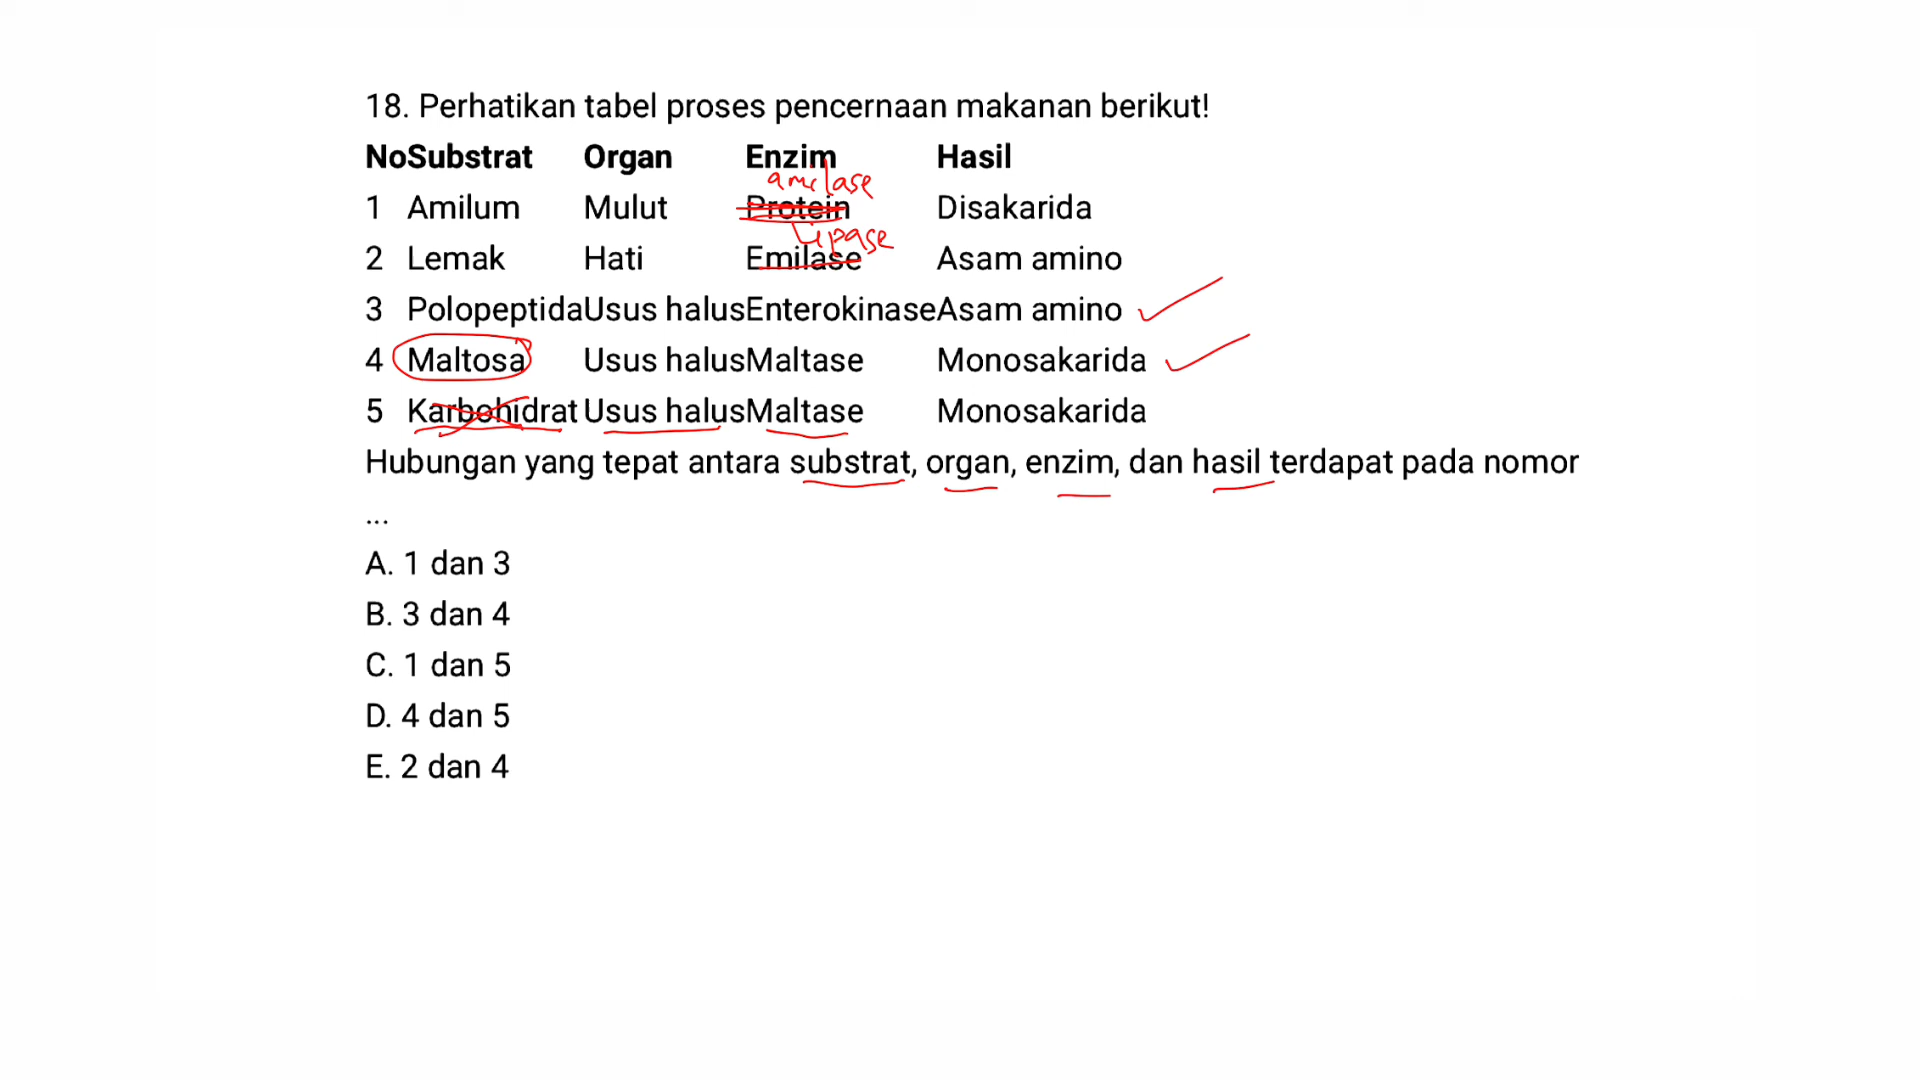 18. Perhatikan tabel proses pencernaan makanan berikut!
NoSubstrat Organ Enzim Hasil
amilase
1 Amilum Mulut Protein Disakarida
Lipase
2 Lemak Hati Emilase Asam amino
3 PolopeptidaUsus halusEnterokinaseAsam amino
4 Maltosa Usus halusMaltase Monosakarida
5 Karbohidrat Usus halusMaltase Monosakarida
Hubungan yang tepat antara substrat, organ, enzim, dan hasil terdapat pada nomor
...
A. 1 dan 3
B. 3 dan 4
C. 1 dan 5
D. 4 dan 5
E. 2 dan 4